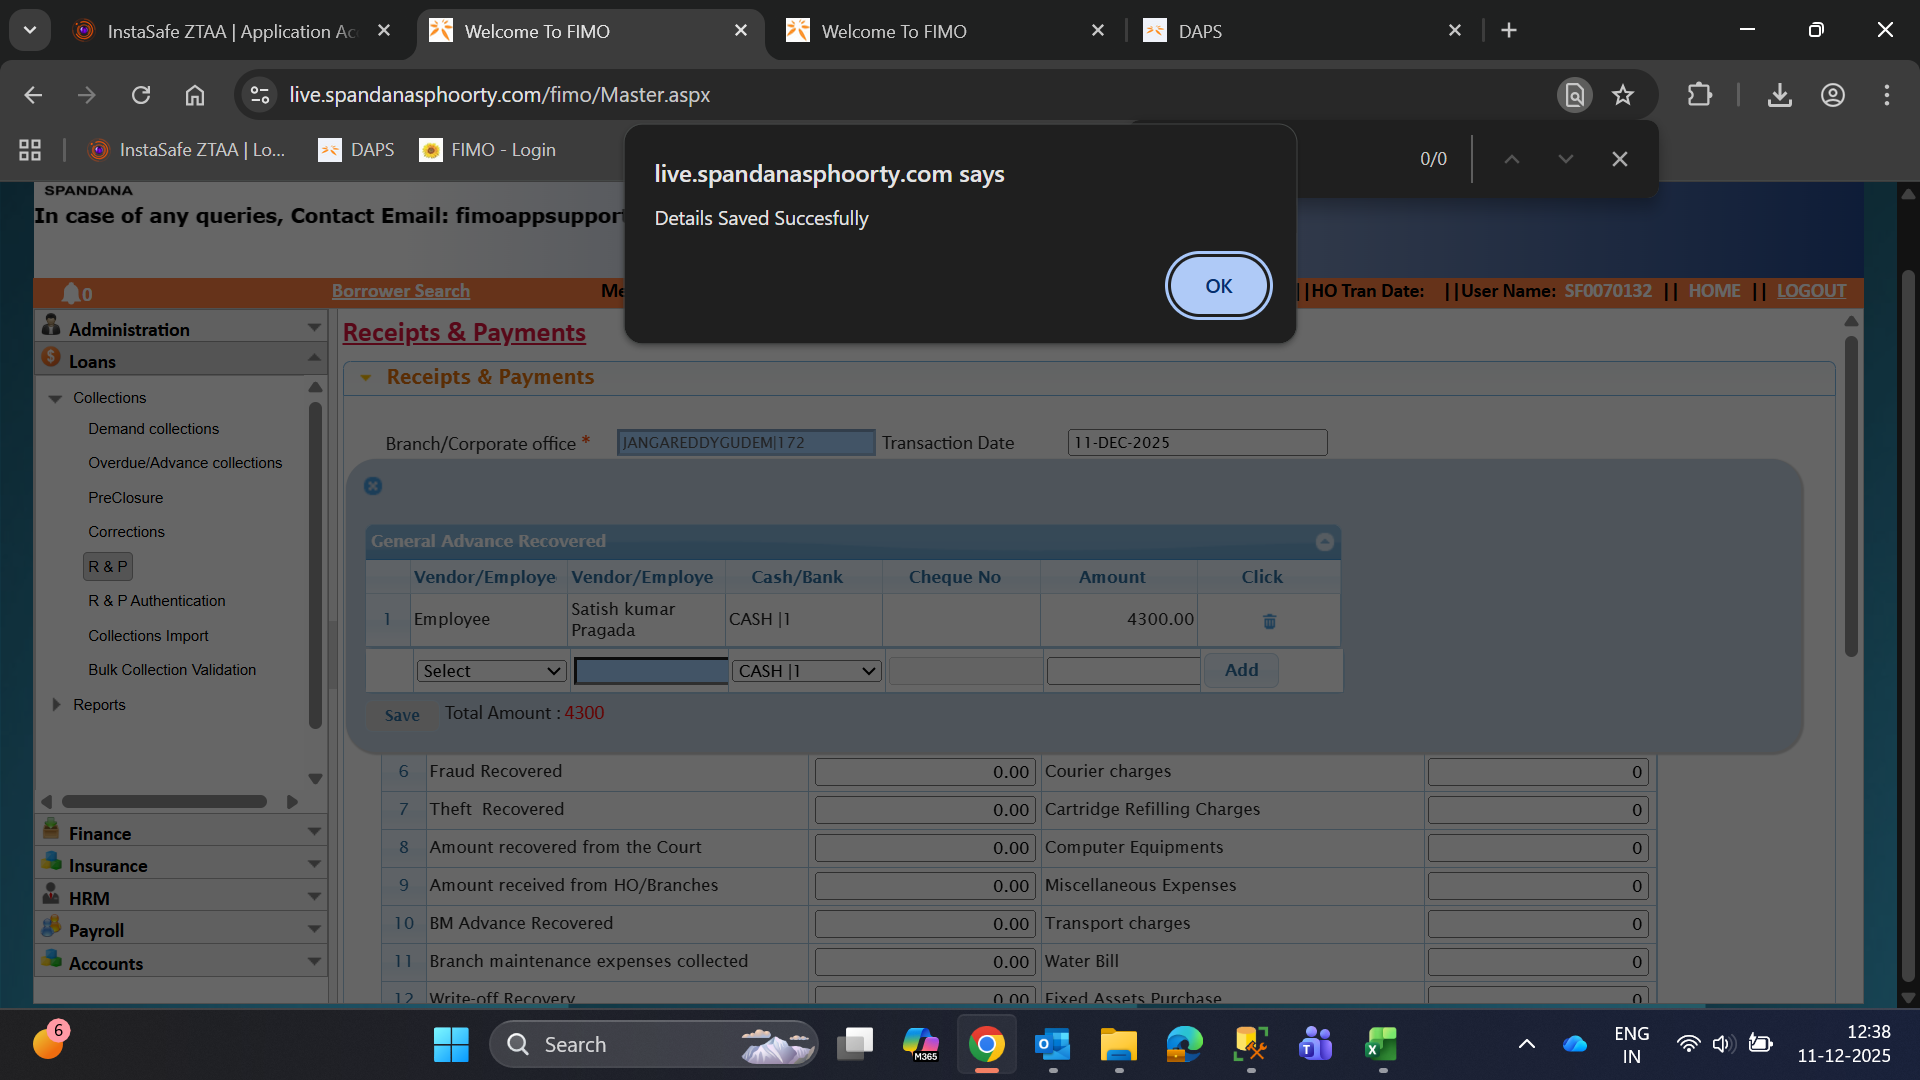 InstaSafe ZTAA | Application Acc
Welcome To FIMO
Welcome To FIMO
DAPS
live.spandanasphoorty.com/fimo/Master.aspx
InstaSafe ZTAA | Lo...
DAPS
FIMO - Login
0/0
live.spandanasphoorty.com says
Details Saved Succesfully
OK
SPANDANA
In case of any queries, Contact Email: fimoappsupport
0
Borrower Search
Me
||HO Tran Date: ||User Name: SF0070132 || HOME || LOGOUT
Administration
Loans
Collections
Demand collections
Overdue/Advance collections
PreClosure
Corrections
R & P
R & P Authentication
Collections Import
Bulk Collection Validation
Reports
Finance
Insurance
HRM
Payroll
Accounts
Receipts & Payments
Receipts & Payments
Branch/Corporate office * JANGAREDDYGUDEM|172 Transaction Date 11-DEC-2025
General Advance Recovered
Vendor/Employe Vendor/Employe Cash/Bank Cheque No Amount Click
1 Employee Satish kumar Pragada CASH |1 4300.00
Select CASH |1 Add
Save Total Amount : 4300
6 Fraud Recovered 0.00 Courier charges 0
7 Theft Recovered 0.00 Cartridge Refilling Charges 0
8 Amount recovered from the Court 0.00 Computer Equipments 0
9 Amount received from HO/Branches 0.00 Miscellaneous Expenses 0
10 BM Advance Recovered 0.00 Transport charges 0
11 Branch maintenance expenses collected 0.00 Water Bill 0
12 Write-off Recovery 0.00 Fixed Assets Purchase 0
6
Search
M365
ENG
IN
12:38
11-12-2025